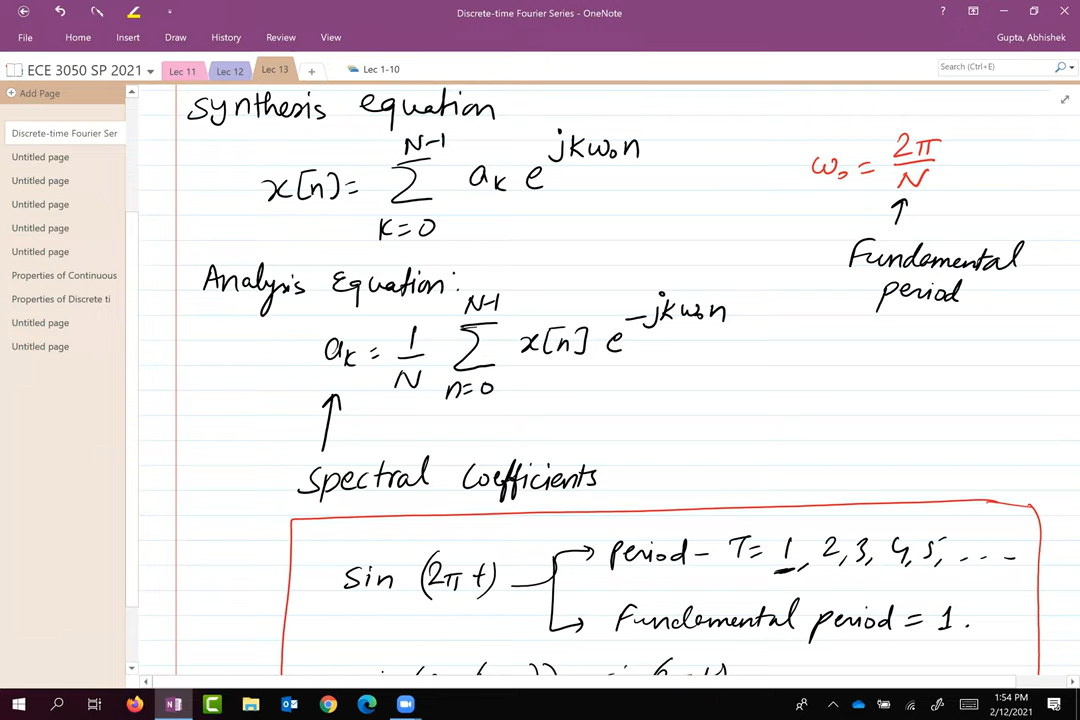 Discrete-time Fourier Series - OneNote
Gupta, Abhishek
File Home Insert Draw History Review View
ECE 3050 SP 2021 Lec 11 Lec 12 Lec 13 + Lec 1-10
Search (Ctrl+E)
Add Page
Discrete-time Fourier Ser
Untitled page
Untitled page
Untitled page
Untitled page
Untitled page
Properties of Continuous
Properties of Discrete ti
Untitled page
Untitled page
Synthesis equation
x[n] = ∑_{k=0}^{N-1} a_k e^{jkω₀n}
ω₀ = 2π/N
↑
Fundamental
period
Analysis Equation:
a_k = 1/N ∑_{n=0}^{N-1} x[n] e^{-jkω₀n}
↑
Spectral Coefficients
sin (2πt) → period - T = 1, 2, 3, 4, 5, ...
→ Fundamental period = 1.
1:54 PM
2/12/2021